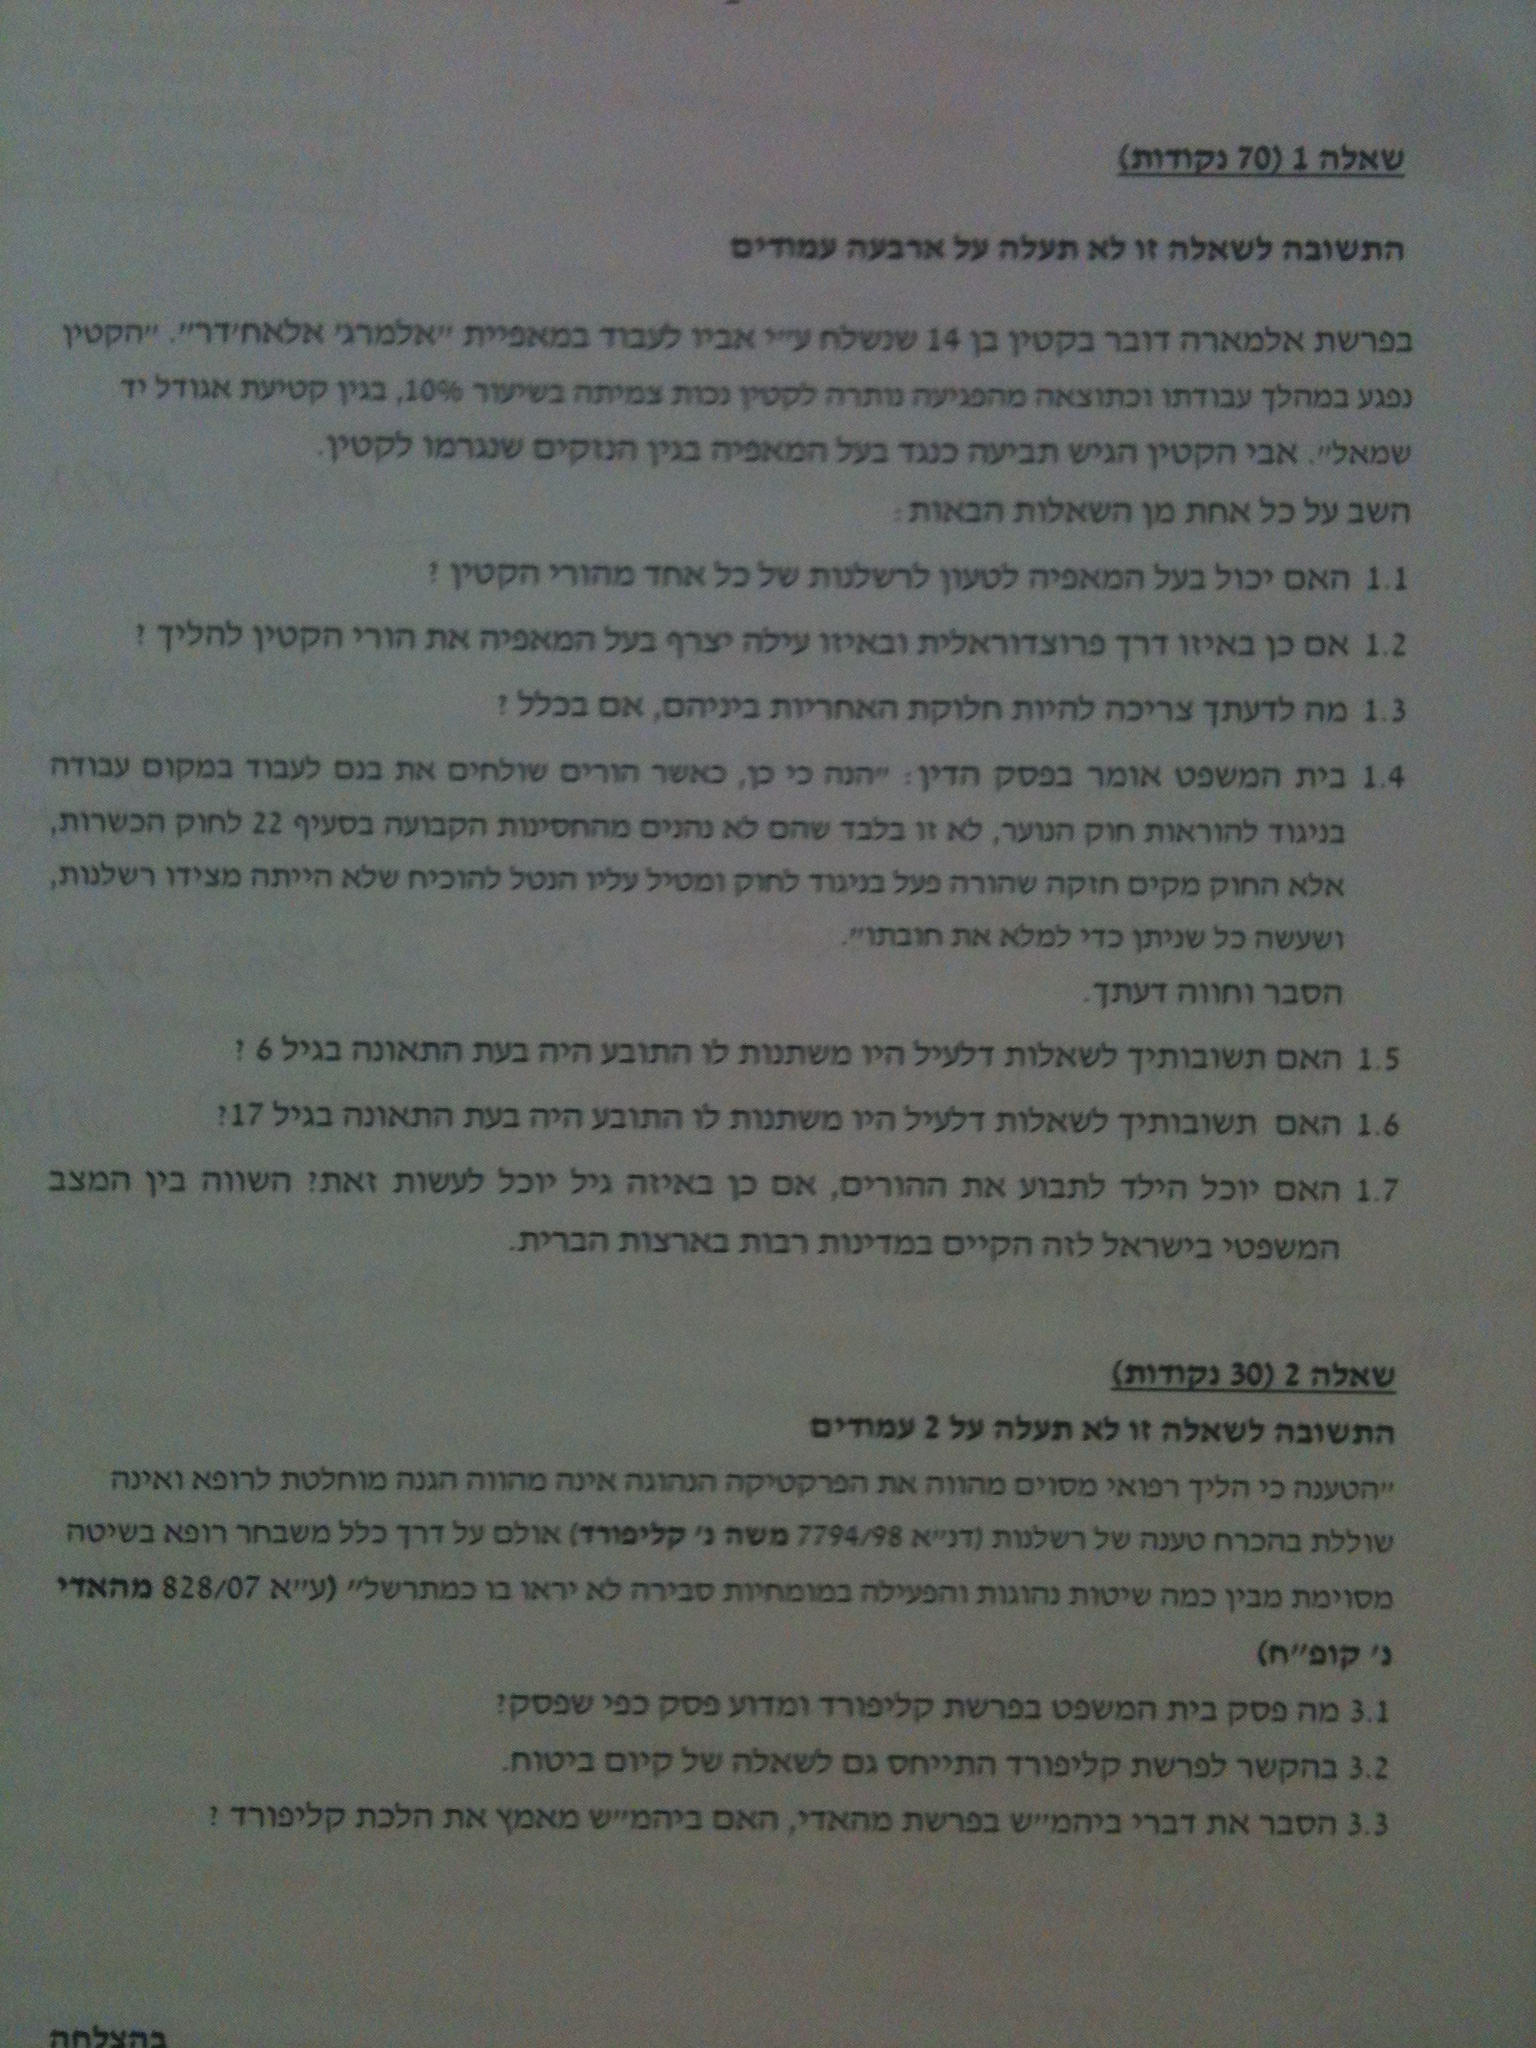 שאלה 1 (70 נקודות)
התשובה לשאלה זו לא תעלה על ארבעה עמודים
בפרשת אלמארה דובר בקטין בן 14 שנשלח ע״י אביו לעבוד במאפיית ״אלמרג׳ אלאח׳דר״. ״הקטין
נפגע במהלך עבודתו וכתוצאה מהפגיעה נותרה לקטין נכות צמיתה בשיעור 10%, בגין קטיעת אגודל יד
שמאל״. אבי הקטין הגיש תביעה כנגד בעל המאפיה בגין הנזקים שנגרמו לקטין.
השב על כל אחת מן השאלות הבאות:
1.1 האם יכול בעל המאפיה לטעון לרשלנות של כל אחד מהורי הקטין ?
1.2 אם כן באיזו דרך פרוצדוראלית ובאיזו עילה יצרף בעל המאפיה את הורי הקטין להליך ?
1.3 מה לדעתך צריכה להיות חלוקת האחריות ביניהם, אם בכלל ?
1.4 בית המשפט אומר בפסק הדין: ״הנה כי כן, כאשר הורים שולחים את בנם לעבוד במקום עבודה
בניגוד להוראות חוק הנוער, לא זו בלבד שהם לא נהנים מהחסינות הקבועה בסעיף 22 לחוק הכשרות,
אלא החוק מקים חזקה שהורה פעל בניגוד לחוק ומטיל עליו הנטל להוכיח שלא הייתה מצידו רשלנות,
ושעשה כל שניתן כדי למלא את חובתו״.
הסבר וחווה דעתך.
1.5 האם תשובותיך לשאלות דלעיל היו משתנות לו התובע היה בעת התאונה בגיל 6 ?
1.6 האם תשובותיך לשאלות דלעיל היו משתנות לו התובע היה בעת התאונה בגיל 17?
1.7 האם יוכל הילד לתבוע את ההורים, אם כן באיזה גיל יוכל לעשות זאת? השווה בין המצב
המשפטי בישראל לזה הקיים במדינות רבות בארצות הברית.
שאלה 2 (30 נקודות)
התשובה לשאלה זו לא תעלה על 2 עמודים
״הטענה כי הליך רפואי מסוים מהווה את הפרקטיקה הנהוגה אינה מהווה הגנה מוחלטת לרופא ואינה
שוללת בהכרח טענה של רשלנות (דנ״א 7794/98 משה נ׳ קליפורד) אולם על דרך כלל משבחר רופא בשיטה
מסוימת מבין כמה שיטות נהוגות והפעילה במומחיות סבירה לא יראו בו כמתרשל״ (ע״א 828/07 מהאדי
נ׳ קופ״ח)
3.1 מה פסק בית המשפט בפרשת קליפורד ומדוע פסק כפי שפסק?
3.2 בהקשר לפרשת קליפורד התייחס גם לשאלה של קיום ביטוח.
3.3 הסבר את דברי ביהמ״ש בפרשת מהאדי, האם ביהמ״ש מאמץ את הלכת קליפורד ?
בהצלחה